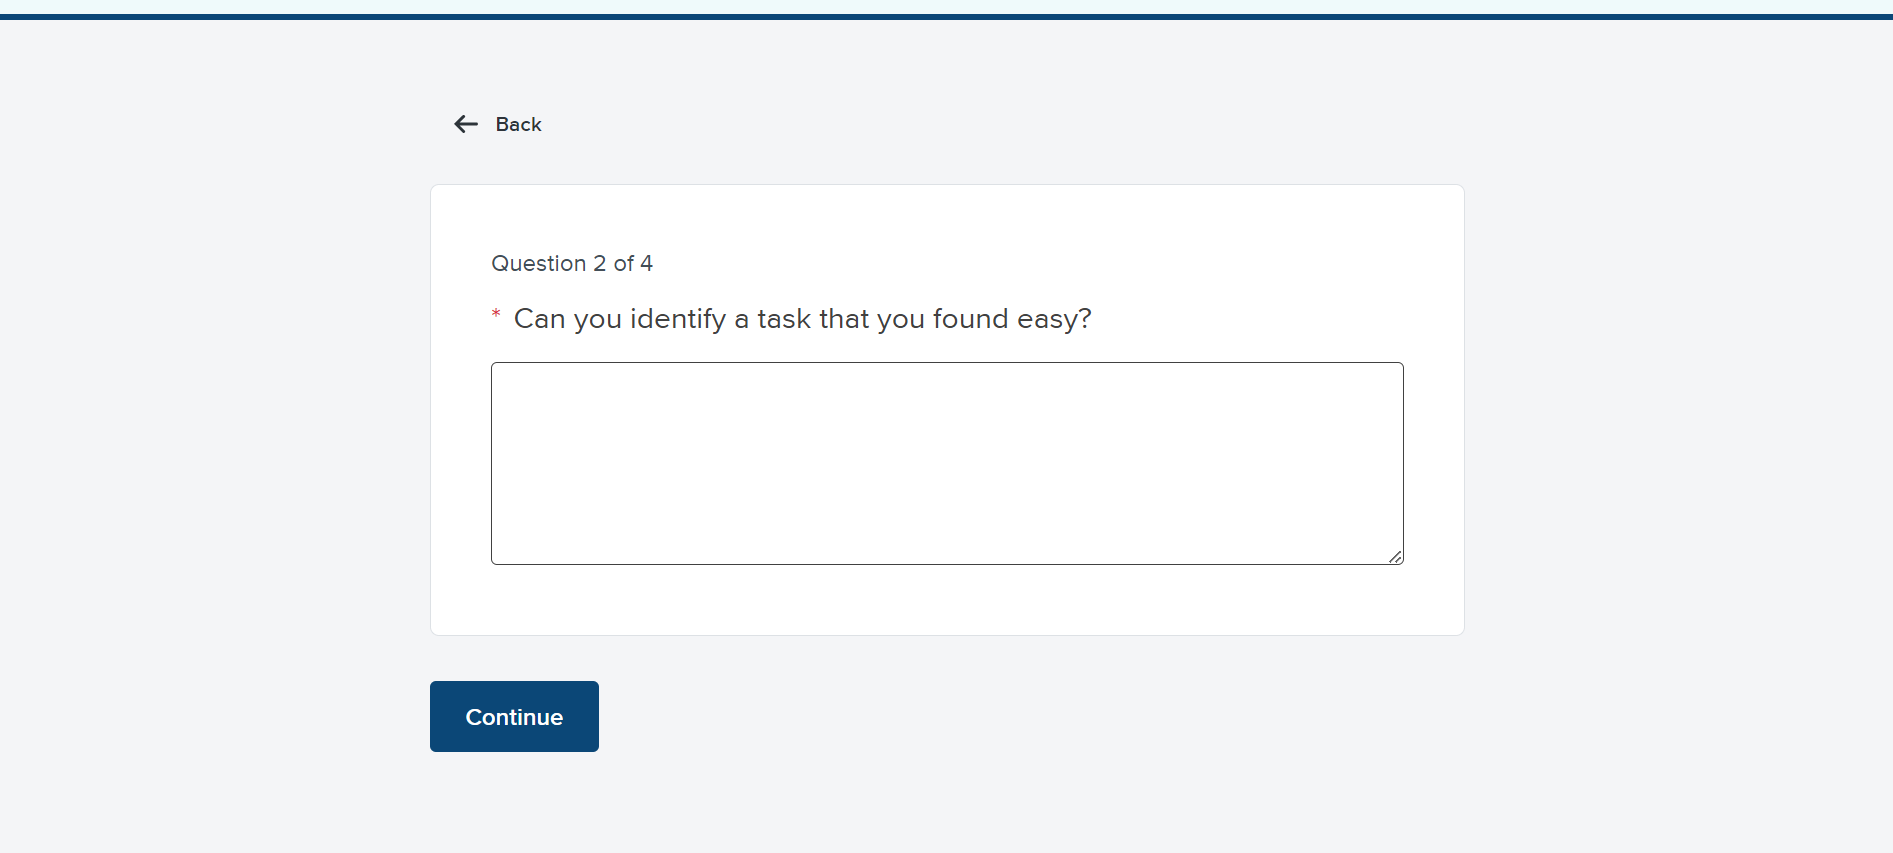 Back
Question 2 of 4
* Can you identify a task that you found easy?
Continue